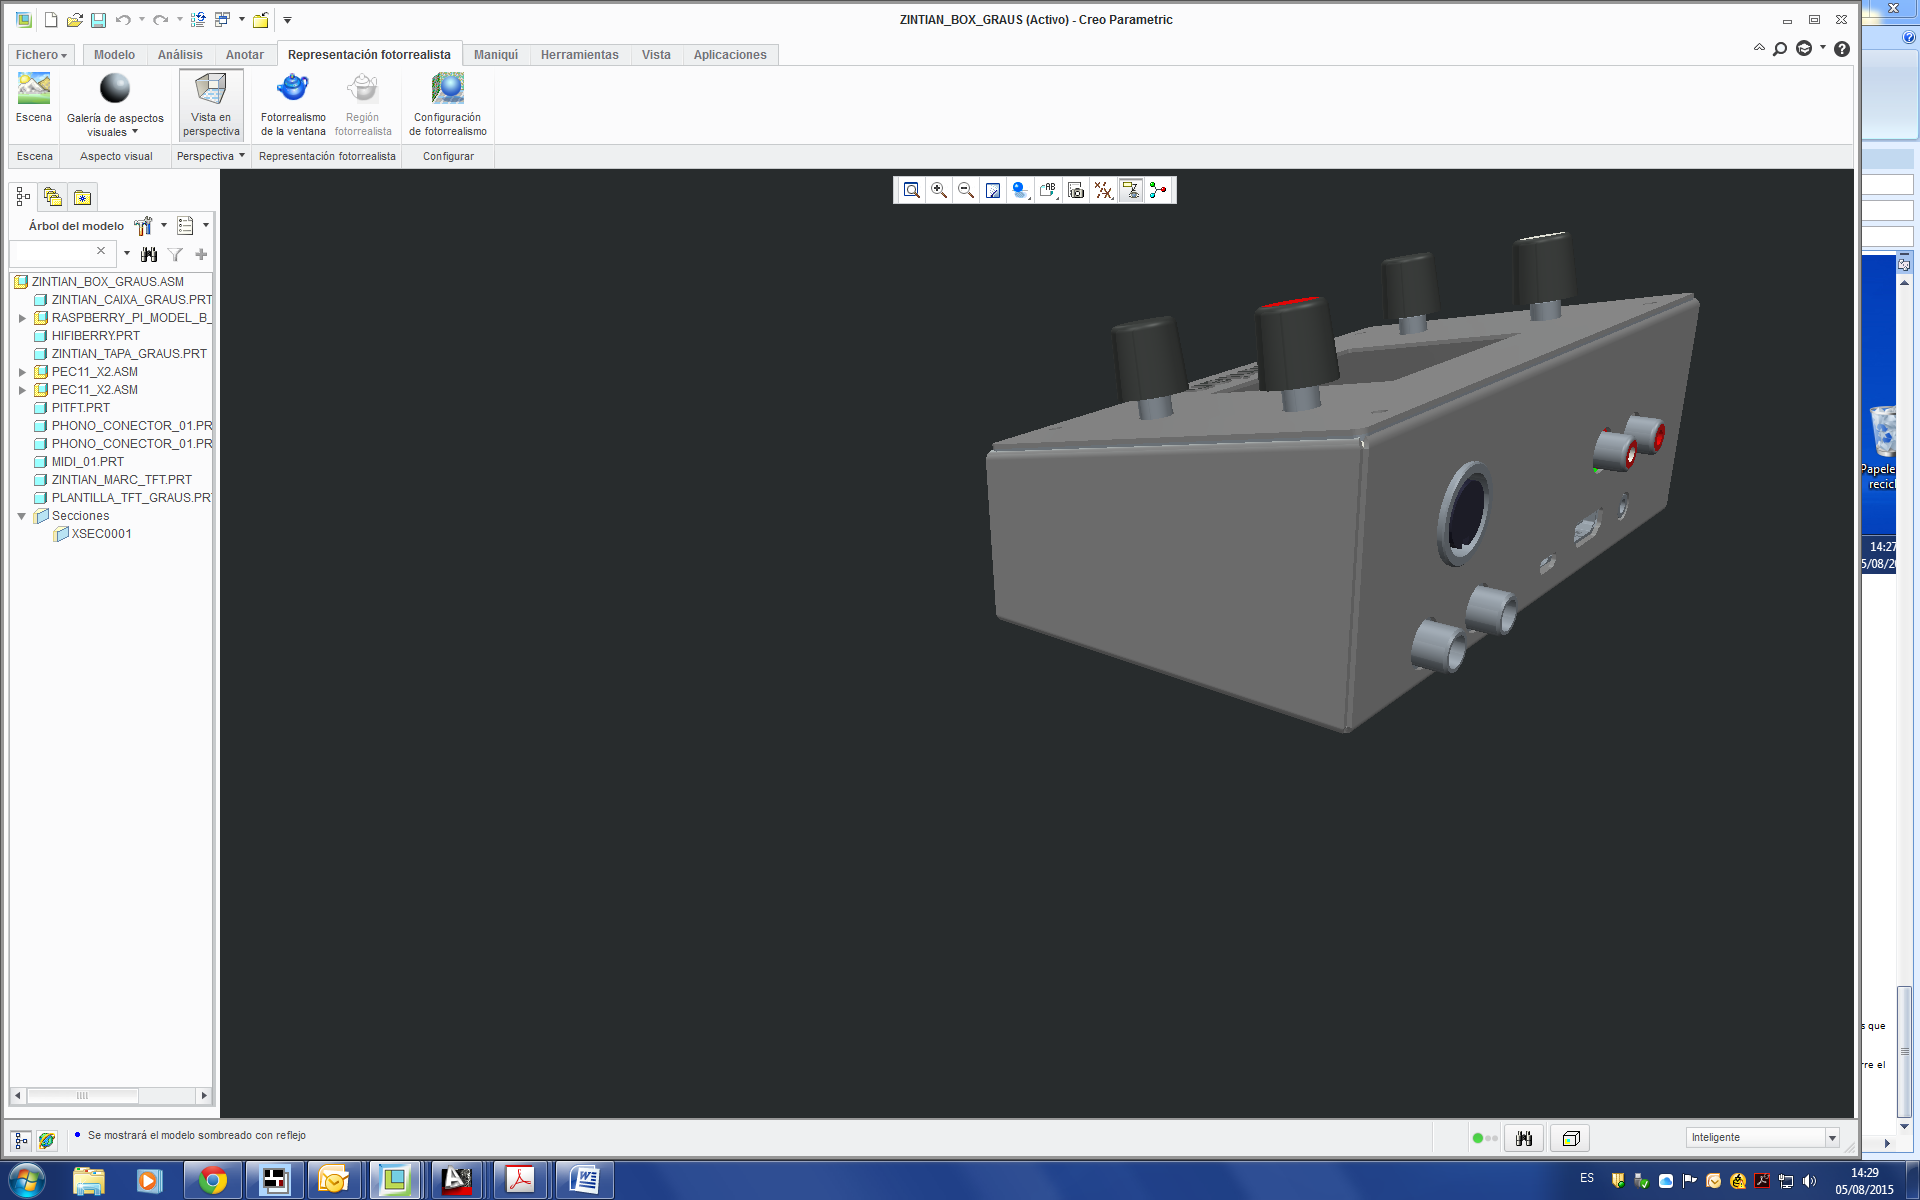 ZINTIAN_BOX_GRAUS (Activo) - Creo Parametric
Fichero Modelo Análisis Anotar Representación fotorrealista Maniquí Herramientas Vista Aplicaciones
Escena
Galería de aspectos visuales
Vista en perspectiva
Fotorrealismo de la ventana
Región fotorrealista
Configuración de fotorrealismo
Escena Aspecto visual Perspectiva Representación fotorrealista Configurar
Árbol del modelo
ZINTIAN_BOX_GRAUS.ASM
ZINTIAN_CAIXA_GRAUS.PRT
RASPBERRY_PI_MODEL_B_
HIFIBERRY.PRT
ZINTIAN_TAPA_GRAUS.PRT
PEC11_X2.ASM
PEC11_X2.ASM
PITFT.PRT
PHONO_CONECTOR_01.PR
PHONO_CONECTOR_01.PR
MIDI_01.PRT
ZINTIAN_MARC_TFT.PRT
PLANTILLA_TFT_GRAUS.PR
Secciones
XSEC0001
Papele
recicl
14:27
5/08/2
s que
rre el
Se mostrará el modelo sombreado con reflejo
Inteligente
ES
14:29
05/08/2015